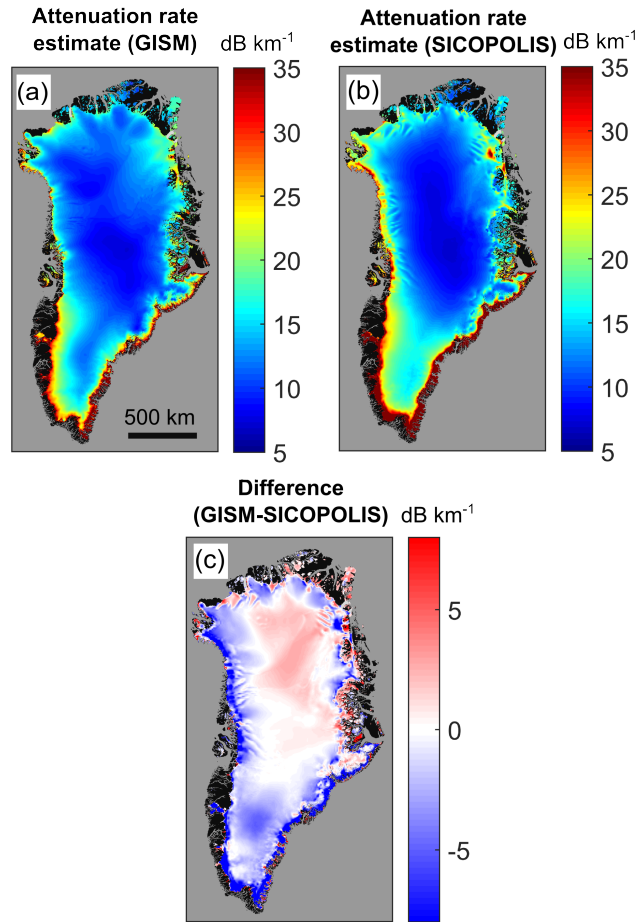 Attenuation rate
estimate (GISM)
dB km-1
(a)
35
30
25
20
15
10
5
500 km
Attenuation rate
estimate (SICOPOLIS)
dB km-1
(b)
35
30
25
20
15
10
5
Difference
(GISM-SICOPOLIS)
dB km-1
(c)
5
0
-5